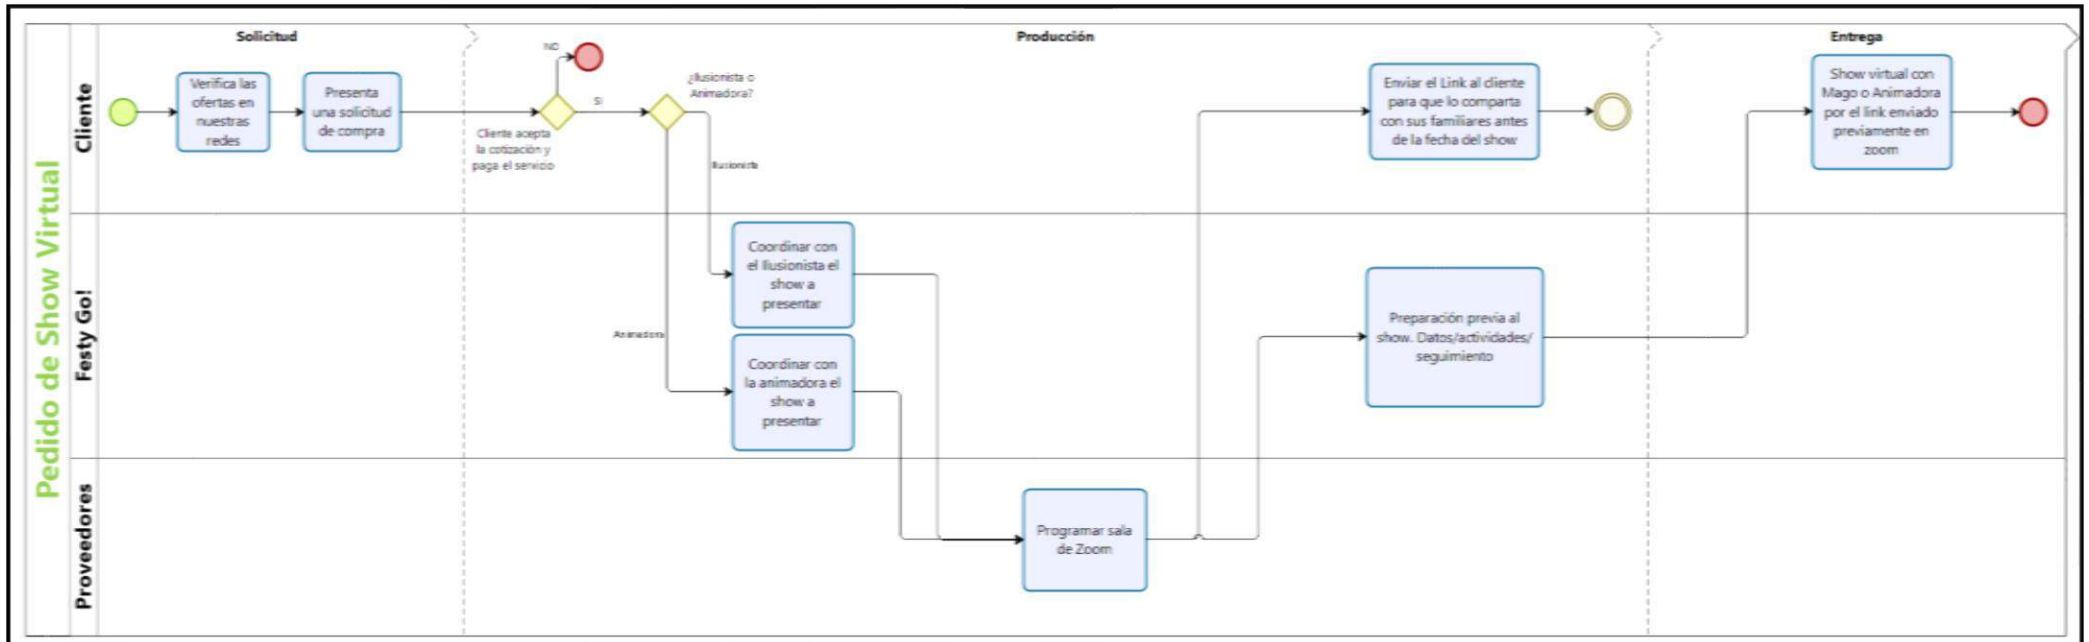 Pedido de Show Virtual
Solicitud
Producción
Entrega
Cliente
Verifica las
ofertas en
nuestras
redes
Presenta
una solicitud
de compra
NO
SI
Cliente acepta
la cotización y
paga el servicio
¿Ilusionista o
Animadora?
Ilusionista
Animadora
Enviar el Link al cliente
para que lo comparta
con sus familiares antes
de la fecha del show
Show virtual con
Mago o Animadora
por el link enviado
previamente en
zoom
Festy Go!
Coordinar con
el Ilusionista el
show a
presentar
Coordinar con
la animadora el
show a
presentar
Preparación previa al
show. Datos/actividades/
seguimiento
Proveedores
Programar sala
de Zoom